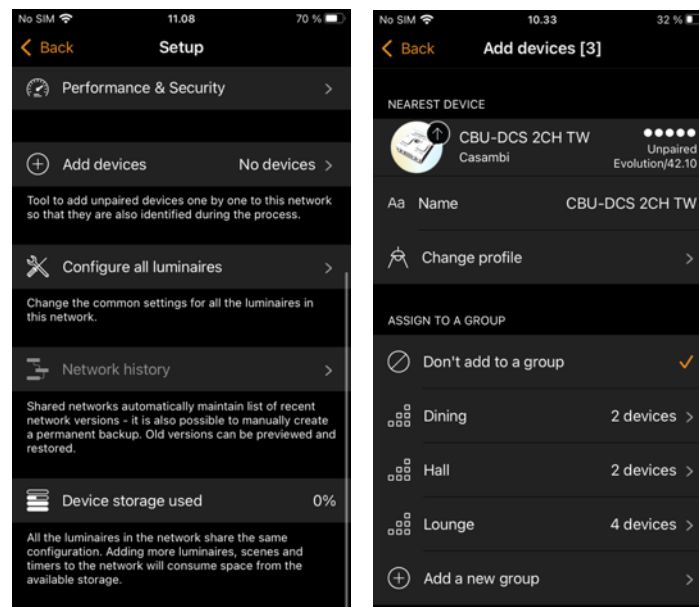 No SIM 11.08 70 %
Back Setup
Performance & Security
Add devices No devices
Tool to add unpaired devices one by one to this network
so that they are also identified during the process.
Configure all luminaires
Change the common settings for all the luminaires in
this network.
Network history
Shared networks automatically maintain list of recent
network versions - it is also possible to manually create
a permanent backup. Old versions can be previewed and
restored.
Device storage used 0%
All the luminaires in the network share the same
configuration. Adding more luminaires, scenes and
timers to the network will consume space from the
available storage.
No SIM 10.33 32 %
Back Add devices [3]
NEAREST DEVICE
CBU-DCS 2CH TW
Casambi
Unpaired
Evolution/42.10
Aa Name CBU-DCS 2CH TW
Change profile
ASSIGN TO A GROUP
Don't add to a group
Dining 2 devices
Hall 2 devices
Lounge 4 devices
Add a new group